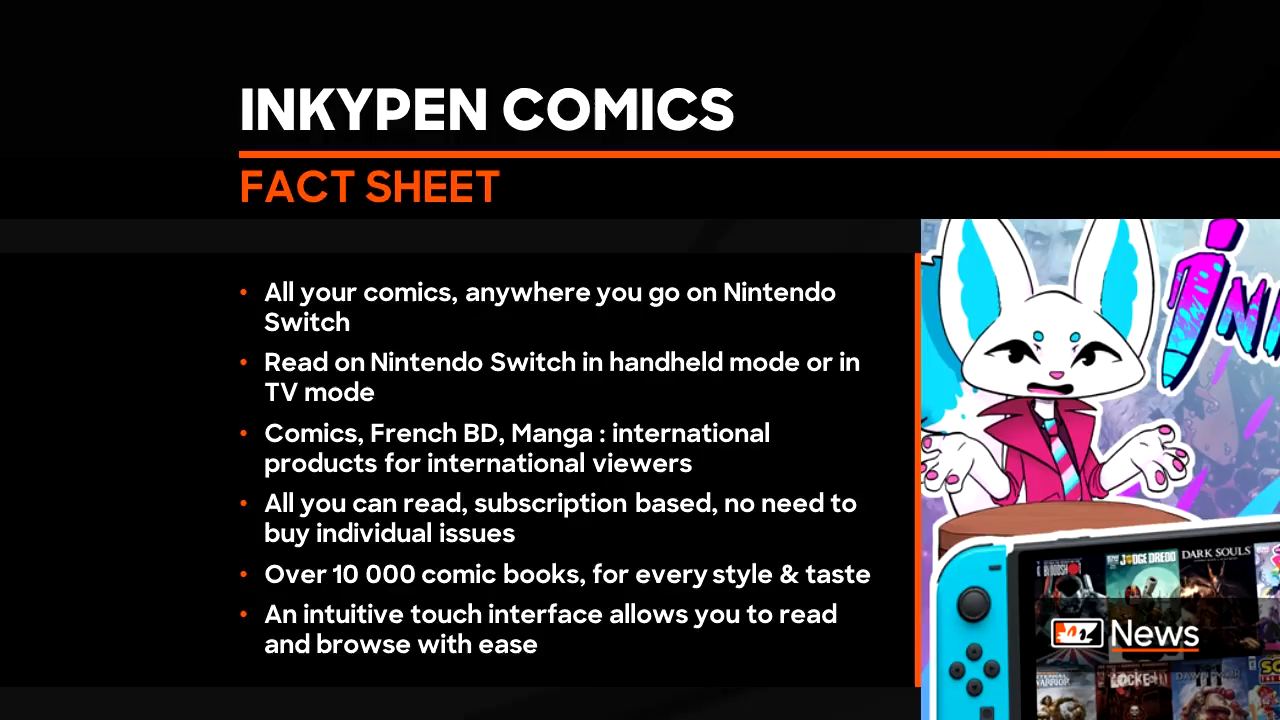 INKYPEN COMICS
FACT SHEET
• All your comics, anywhere you go on Nintendo
Switch
• Read on Nintendo Switch in handheld mode or in
TV mode
• Comics, French BD, Manga : international
products for international viewers
• All you can read, subscription based, no need to
buy individual issues
• Over 10 000 comic books, for every style & taste
• An intuitive touch interface allows you to read
and browse with ease
JUDGE DREDD
DARK SOULS
News